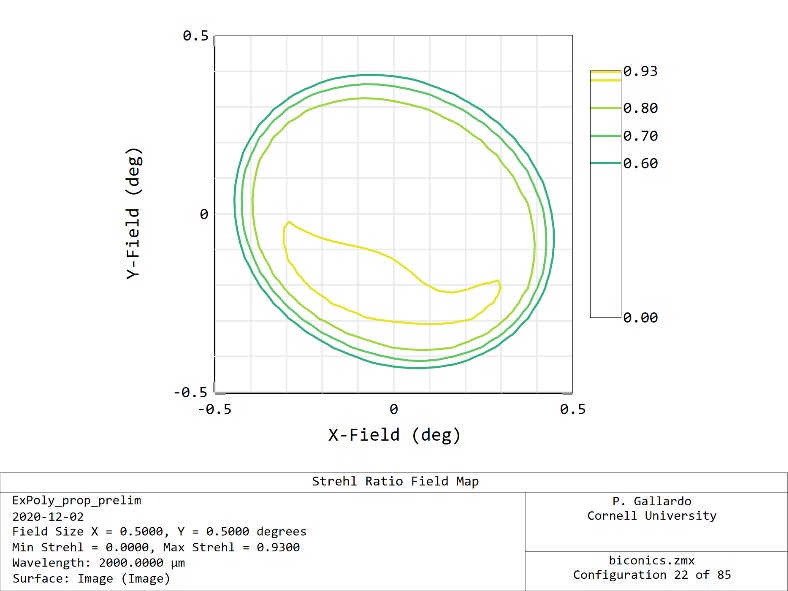 0.5
0
-0.5
Y-Field (deg)
-0.5
0
0.5
X-Field (deg)
0.93
0.80
0.70
0.60
0.00
Strehl Ratio Field Map
ExPoly_prop_prelim
2020-12-02
Field Size X = 0.5000, Y = 0.5000 degrees
Min Strehl = 0.0000, Max Strehl = 0.9300
Wavelength: 2000.0000 µm
Surface: Image (Image)
P. Gallardo
Cornell University
biconics.zmx
Configuration 22 of 85